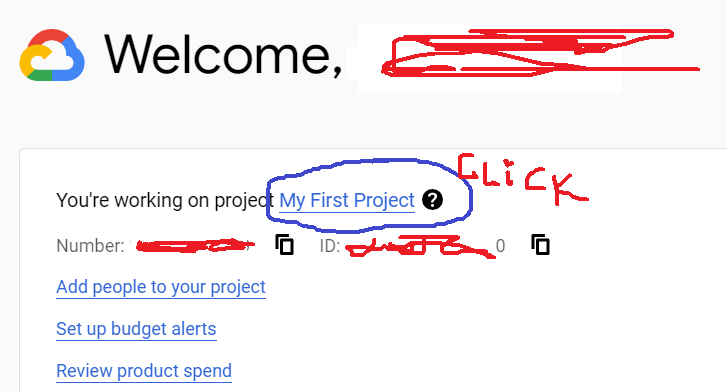 Welcome,
CLiCK
You're working on project My First Project ?
Number: ID: 0
Add people to your project
Set up budget alerts
Review product spend